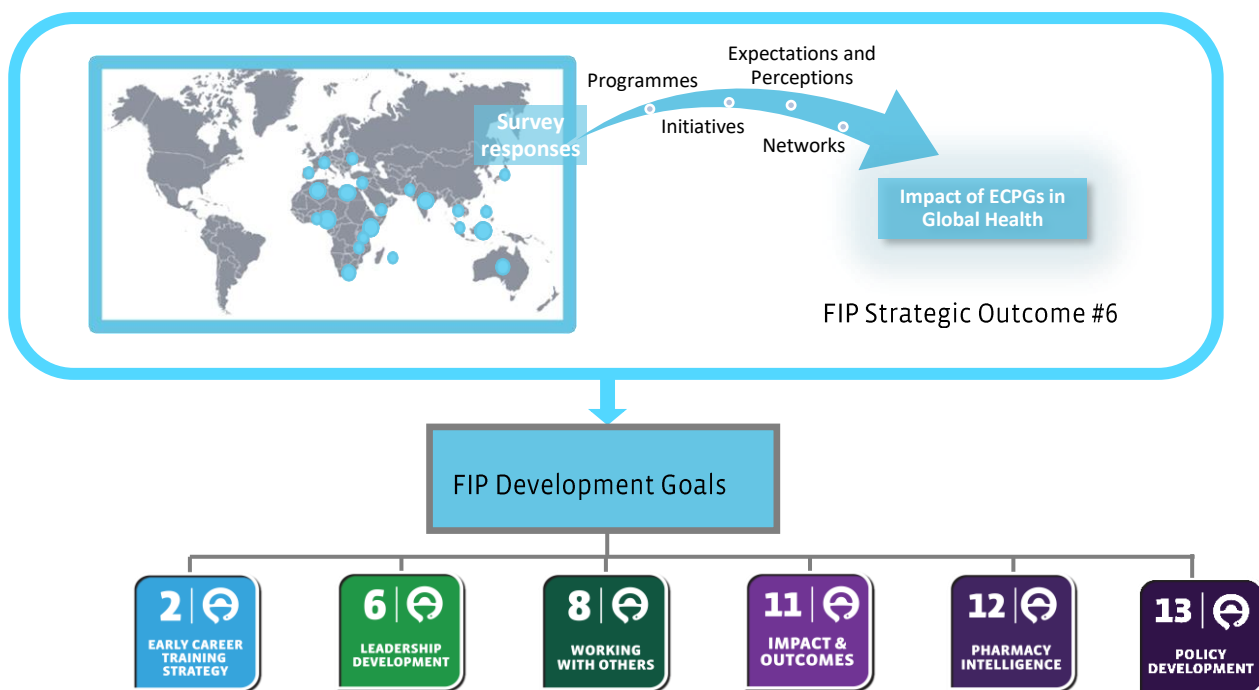 Expectations and
Perceptions
Programmes
Survey
responses
Initiatives
Networks
Impact of ECPGs in
Global Health
FIP Strategic Outcome #6
FIP Development Goals
2
EARLY CAREER
TRAINING
STRATEGY
6
LEADERSHIP
DEVELOPMENT
8
WORKING
WITH OTHERS
11
IMPACT &
OUTCOMES
12
PHARMACY
INTELLIGENCE
13
POLICY
DEVELOPMENT